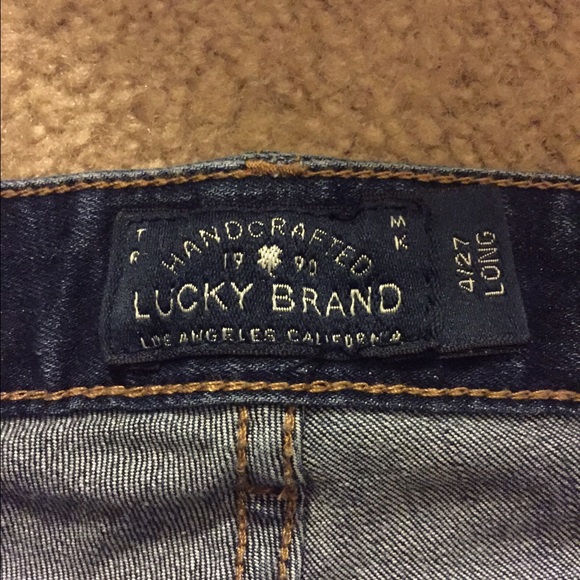 T R M K
HANDCRAFTED
19 90
LUCKY BRAND
LOS ANGELES CALIFORNIA
4/27
LONG